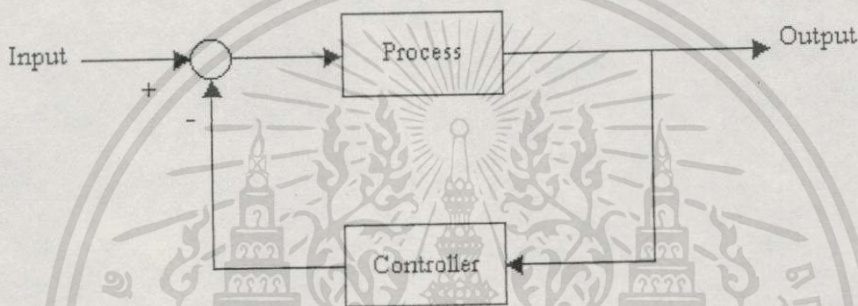 Input
+
-
Process
Output
Controller